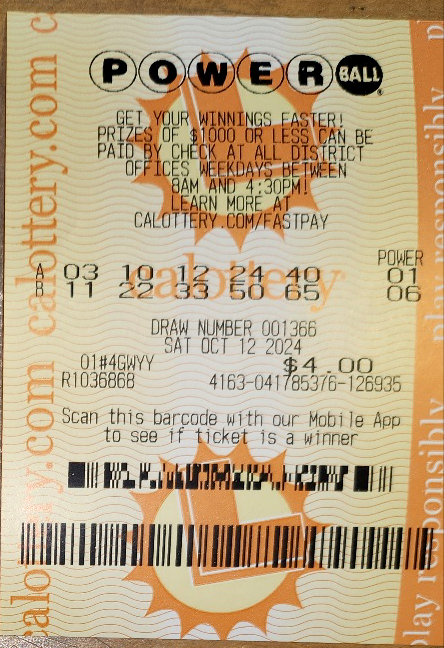 POWERBALL®
GET YOUR WINNINGS FASTER!
PRIZES OF $1000 OR LESS CAN BE
PAID BY CHECK AT ALL DISTRICT
OFFICES WEEKDAYS BETWEEN
8AM AND 4:30PM!
LEARN MORE AT
CALOTTERY.COM/FASTPAY
POWER
A 03 10 12 24 40 01
B 11 22 33 50 65 06
calottery
DRAW NUMBER 001366
SAT OCT 12 2024
01#4GWYY $4.00
R1036868 4163-041785376-126935
Scan this barcode with our Mobile App
to see if ticket is a winner
calottery.com calottery.com
play responsibly